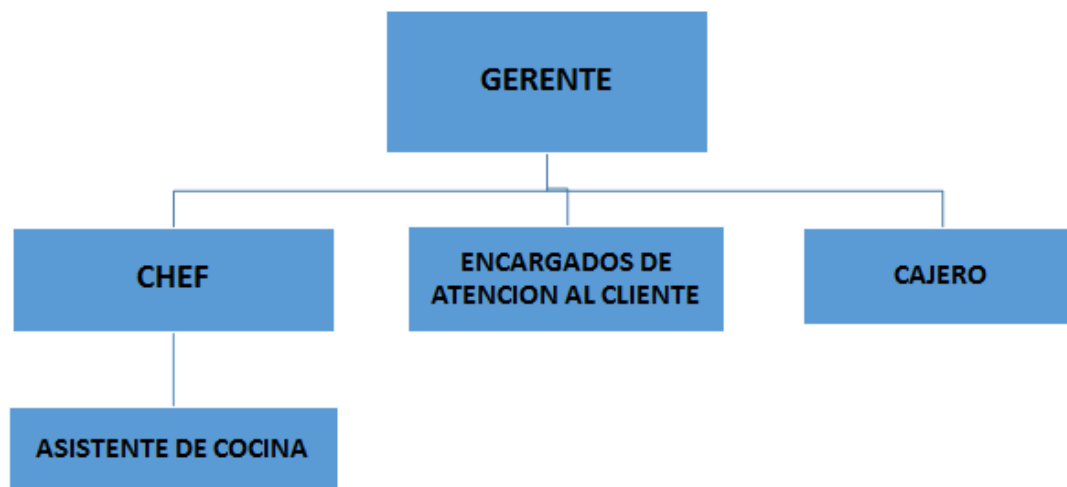 GERENTE
CHEF
ENCARGADOS DE
ATENCION AL CLIENTE
CAJERO
ASISTENTE DE COCINA